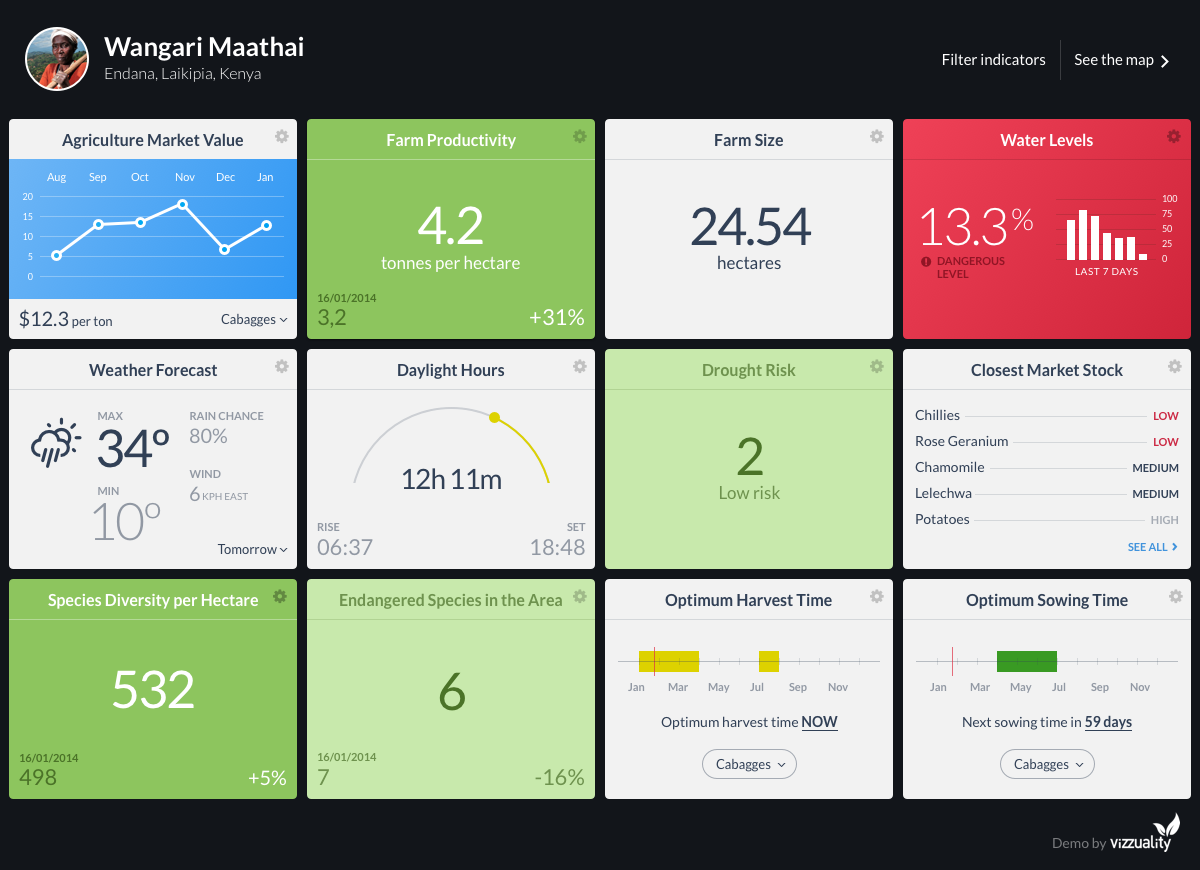 Wangari Maathai
Endana, Laikipia, Kenya
Filter indicators
See the map
Agriculture Market Value
Aug Sep Oct Nov Dec Jan
20
15
10
5
0
$12.3 per ton
Cabagges
Farm Productivity
4.2
tonnes per hectare
16/01/2014
3,2
+31%
Farm Size
24.54
hectares
Water Levels
13.3%
DANGEROUS
LEVEL
100
75
50
25
0
LAST 7 DAYS
Weather Forecast
MAX
34º
MIN
10º
RAIN CHANCE
80%
WIND
6 KPH EAST
Tomorrow
Daylight Hours
12h 11m
RISE
06:37
SET
18:48
Drought Risk
2
Low risk
Closest Market Stock
Chillies LOW
Rose Geranium LOW
Chamomile MEDIUM
Lelechwa MEDIUM
Potatoes HIGH
SEE ALL
Species Diversity per Hectare
532
16/01/2014
498
+5%
Endangered Species in the Area
6
16/01/2014
7
-16%
Optimum Harvest Time
Jan Mar May Jul Sep Nov
Optimum harvest time NOW
Cabagges
Optimum Sowing Time
Jan Mar May Jul Sep Nov
Next sowing time in 59 days
Cabagges
Demo by vizzuality